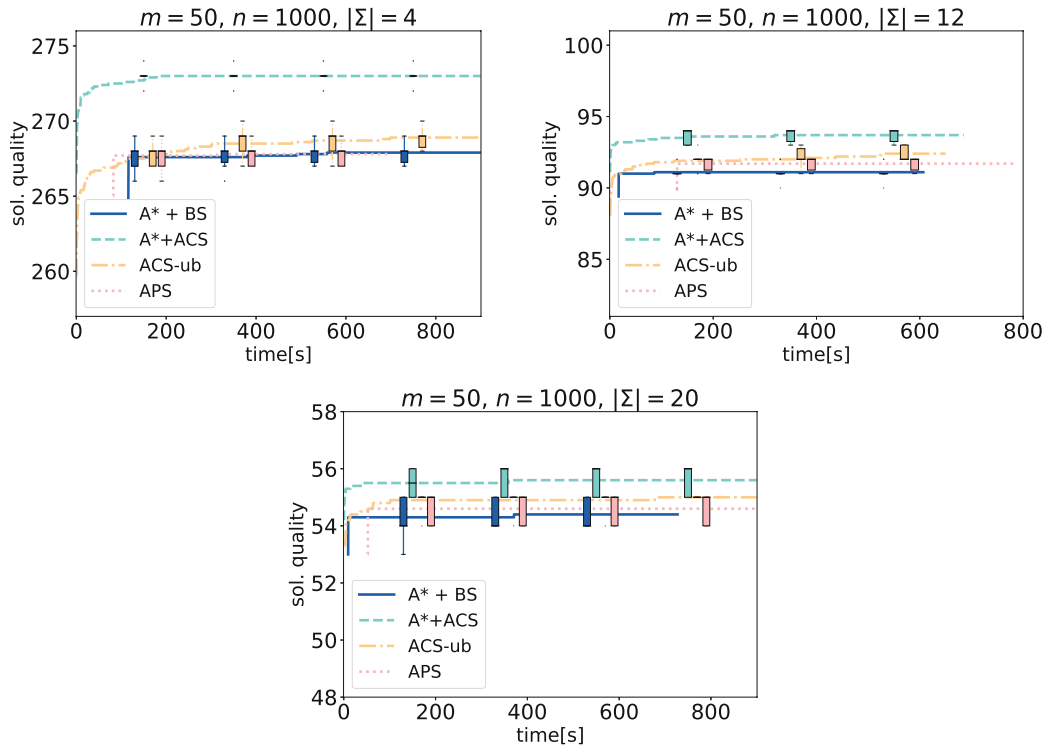 m = 50, n = 1000, |Σ| = 4
275
270
265
260
sol. quality
A* + BS
A*+ACS
ACS-ub
APS
0 200 400 600 800
time[s]
m = 50, n = 1000, |Σ| = 12
100
95
90
85
sol. quality
A* + BS
A*+ACS
ACS-ub
APS
0 200 400 600 800
time[s]
m = 50, n = 1000, |Σ| = 20
58
56
54
52
50
48
sol. quality
A* + BS
A*+ACS
ACS-ub
APS
0 200 400 600 800
time[s]